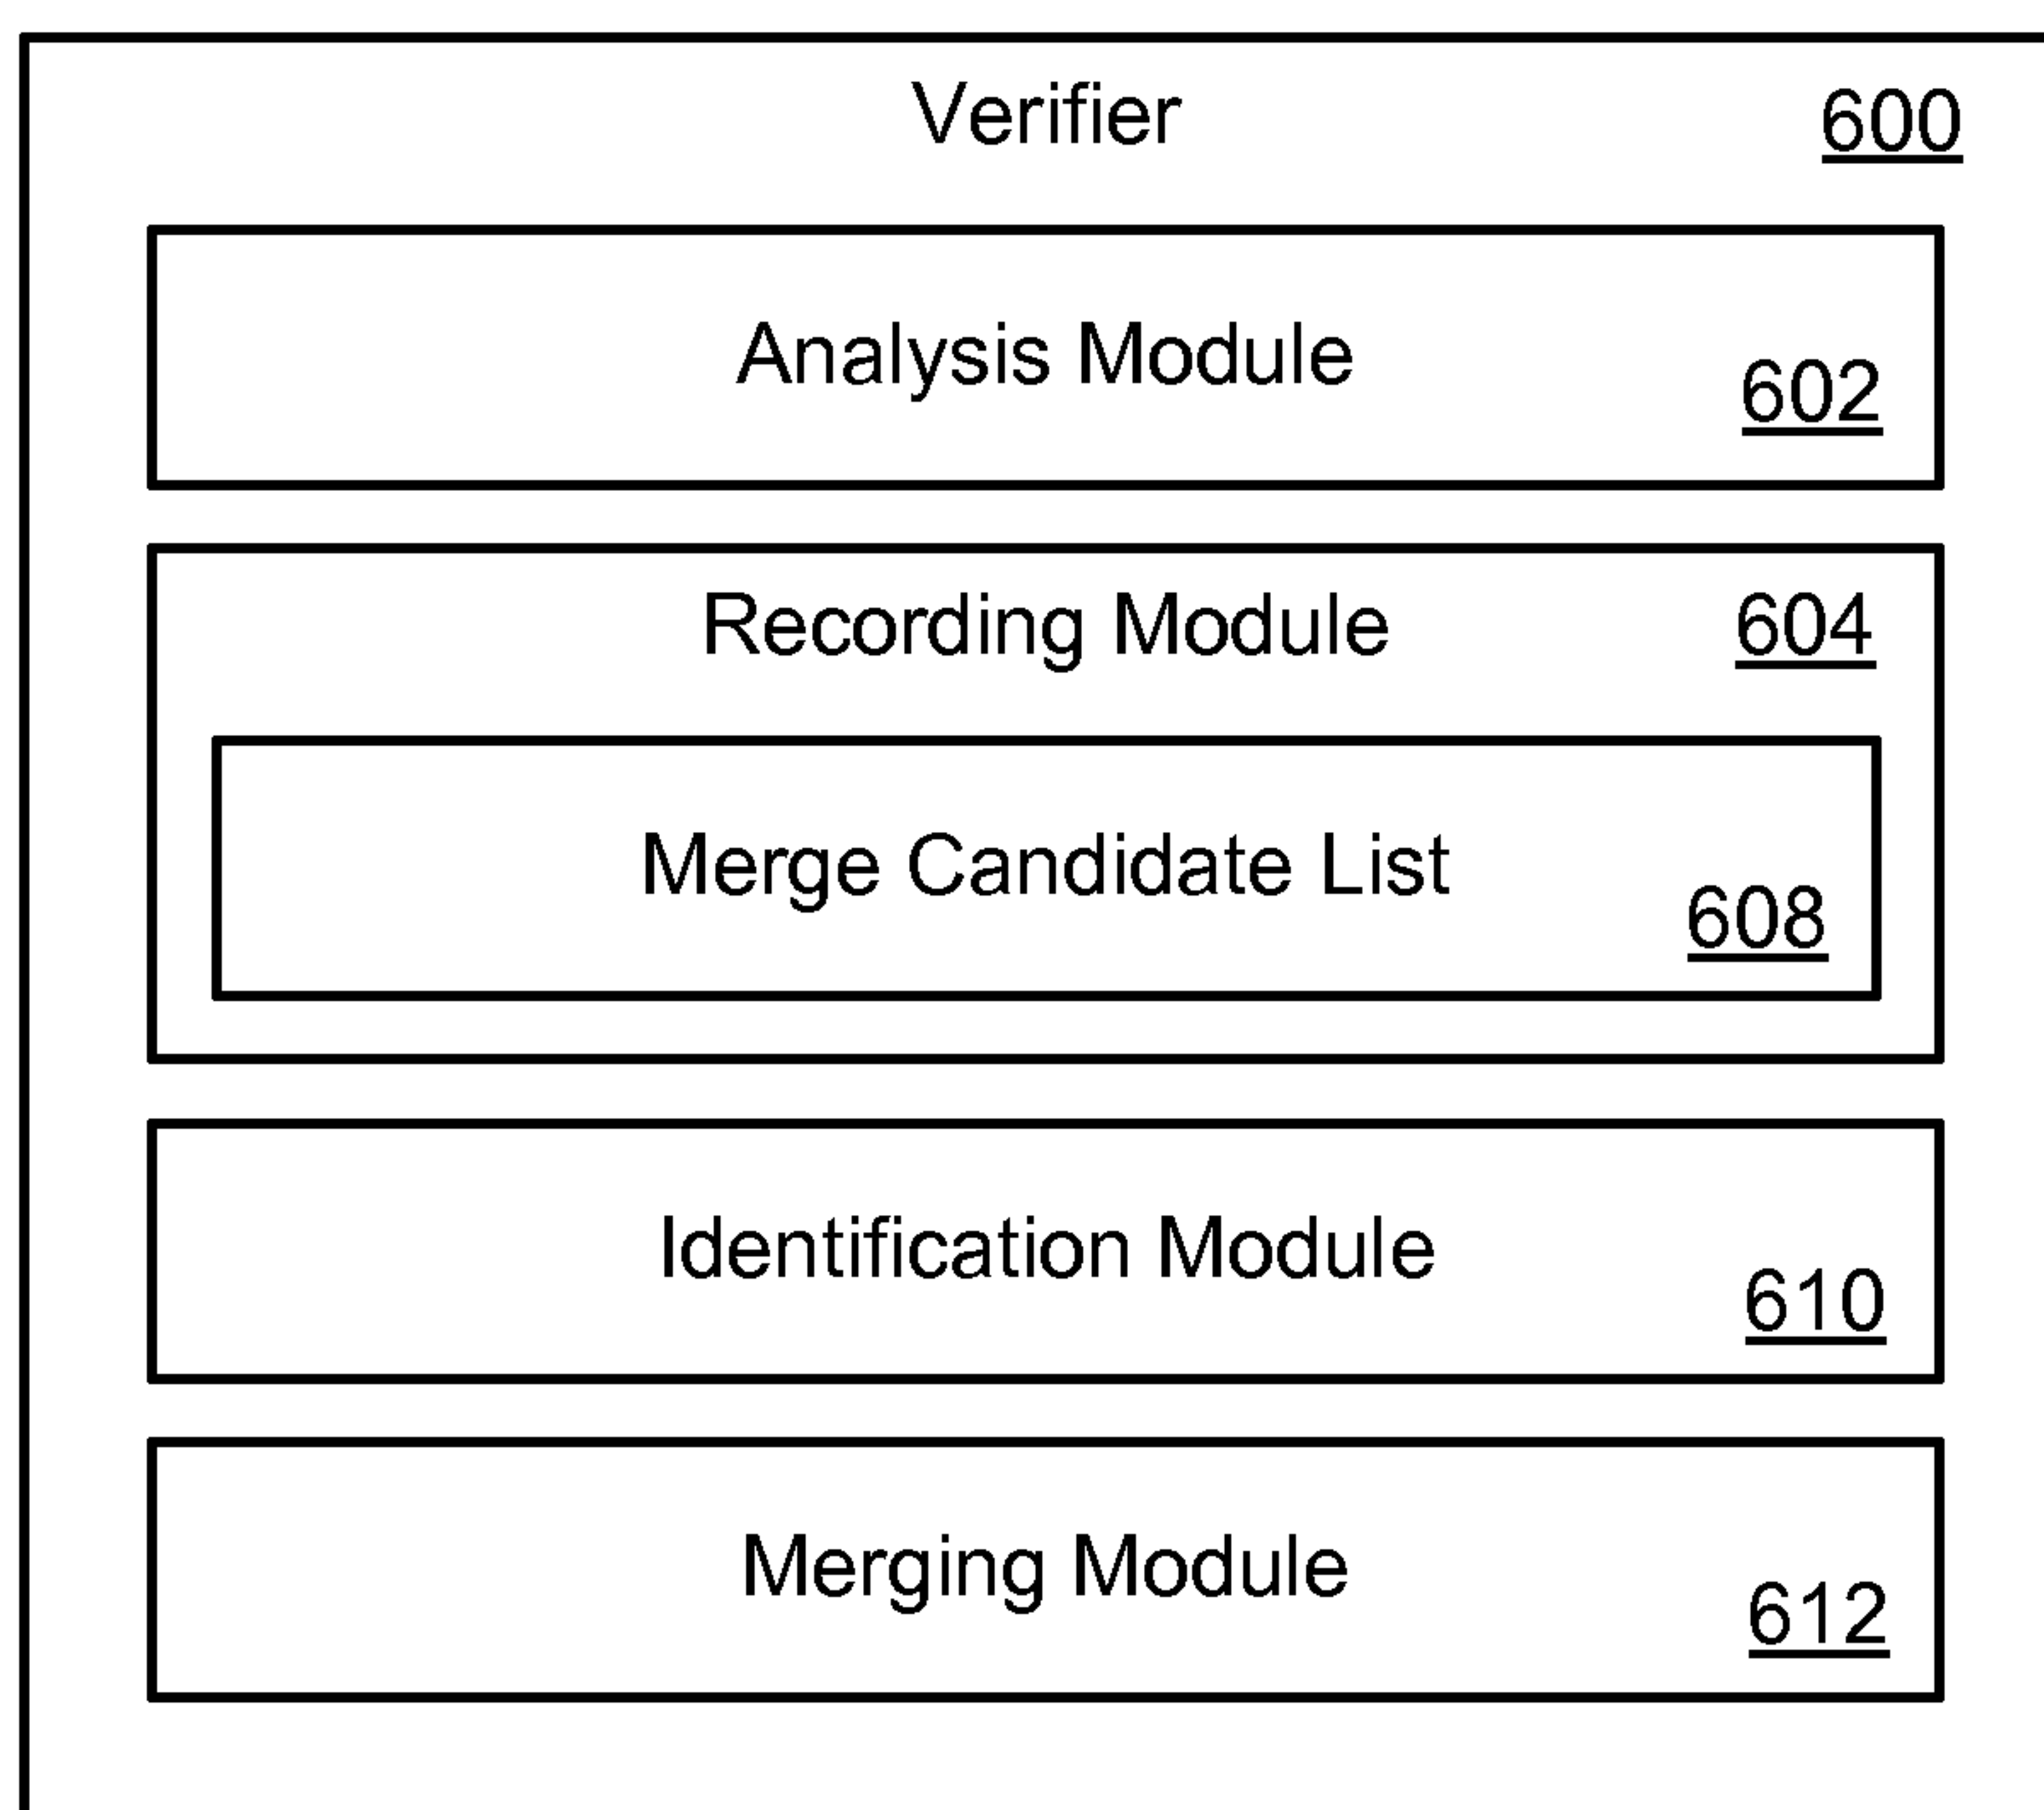 Verifier 600
Analysis Module
602
Recording Module 604
Merge Candidate List
608
Identification Module
610
Merging Module
612